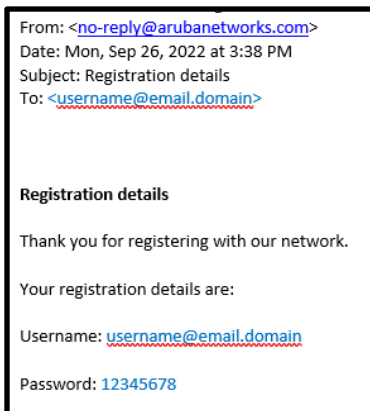 From: <no-reply@arubanetworks.com>
Date: Mon, Sep 26, 2022 at 3:38 PM
Subject: Registration details
To: <username@email.domain>
Registration details
Thank you for registering with our network.
Your registration details are:
Username: username@email.domain
Password: 12345678